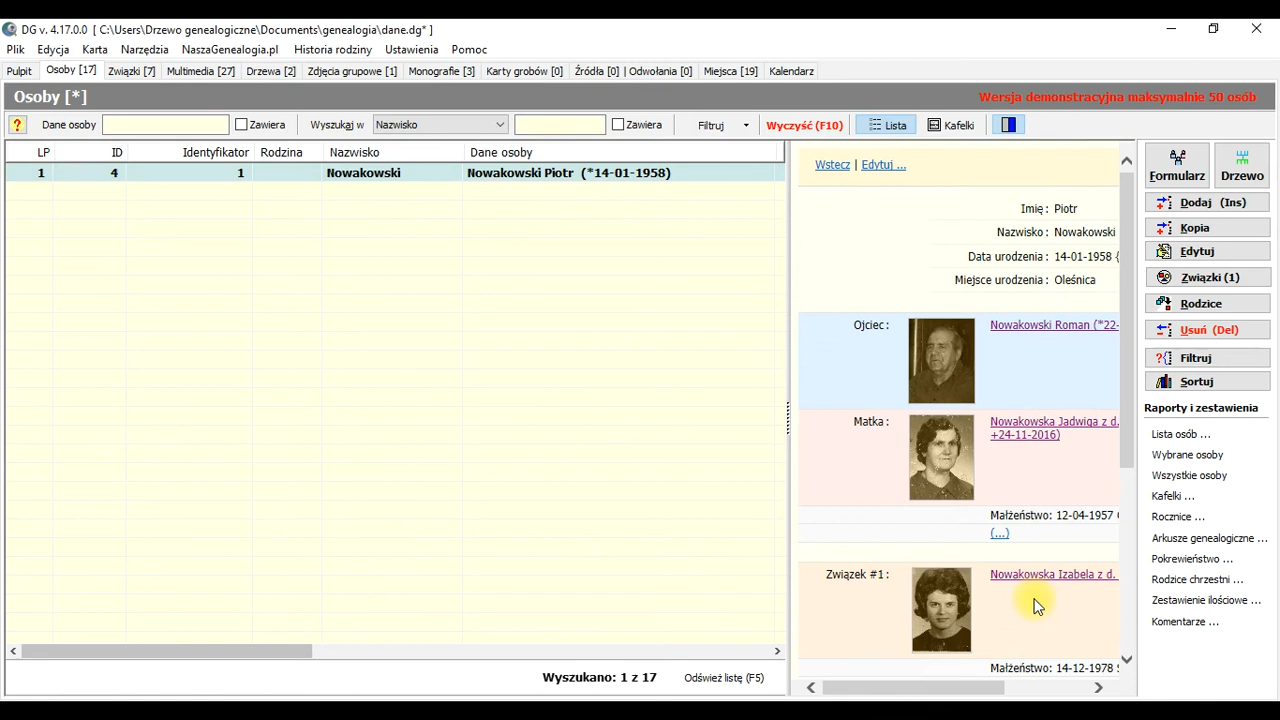 DG v. 4.17.0.0 [ C:\Users\Drzewo genealogiczne\Documents\genealogia\dane.dg* ]
Plik Edycja Karta Narzędzia NaszaGenealogia.pl Historia rodziny Ustawienia Pomoc
Pulpit Osoby [17] Związki [7] Multimedia [27] Drzewa [2] Zdjęcia grupowe [1] Monografie [3] Karty grobów [0] Źródła [0] | Odwołania [0] Miejsca [19] Kalendarz
Osoby [*] Wersja demonstracyjna maksymalnie 50 osób
? Dane osoby Zawiera Wyszukaj w Nazwisko Zawiera Filtruj Wyczyść (F10) Lista Kafelki
LP ID Identyfikator Rodzina Nazwisko Dane osoby
1 4 1 Nowakowski Nowakowski Piotr (*14-01-1958)
Wyszukano: 1 z 17 Odśwież listę (F5)
Wstecz | Edytuj ...
Imię : Piotr
Nazwisko : Nowakowski
Data urodzenia : 14-01-1958 {
Miejsce urodzenia : Oleśnica
Ojciec : Nowakowski Roman (*22-
Matka : Nowakowska Jadwiga z d.
+24-11-2016)
Małżeństwo: 12-04-1957
(...)
Związek #1 : Nowakowska Izabela z d.
Małżeństwo: 14-12-1978
Formularz Drzewo
Dodaj (Ins)
Kopia
Edytuj
Związki (1)
Rodzice
Usuń (Del)
Filtruj
Sortuj
Raporty i zestawienia
Lista osób ...
Wybrane osoby
Wszystkie osoby
Kafelki ...
Rocznice ...
Arkusze genealogiczne ...
Pokrewieństwo ...
Rodzice chrzestni ...
Zestawienie ilościowe ...
Komentarze ...